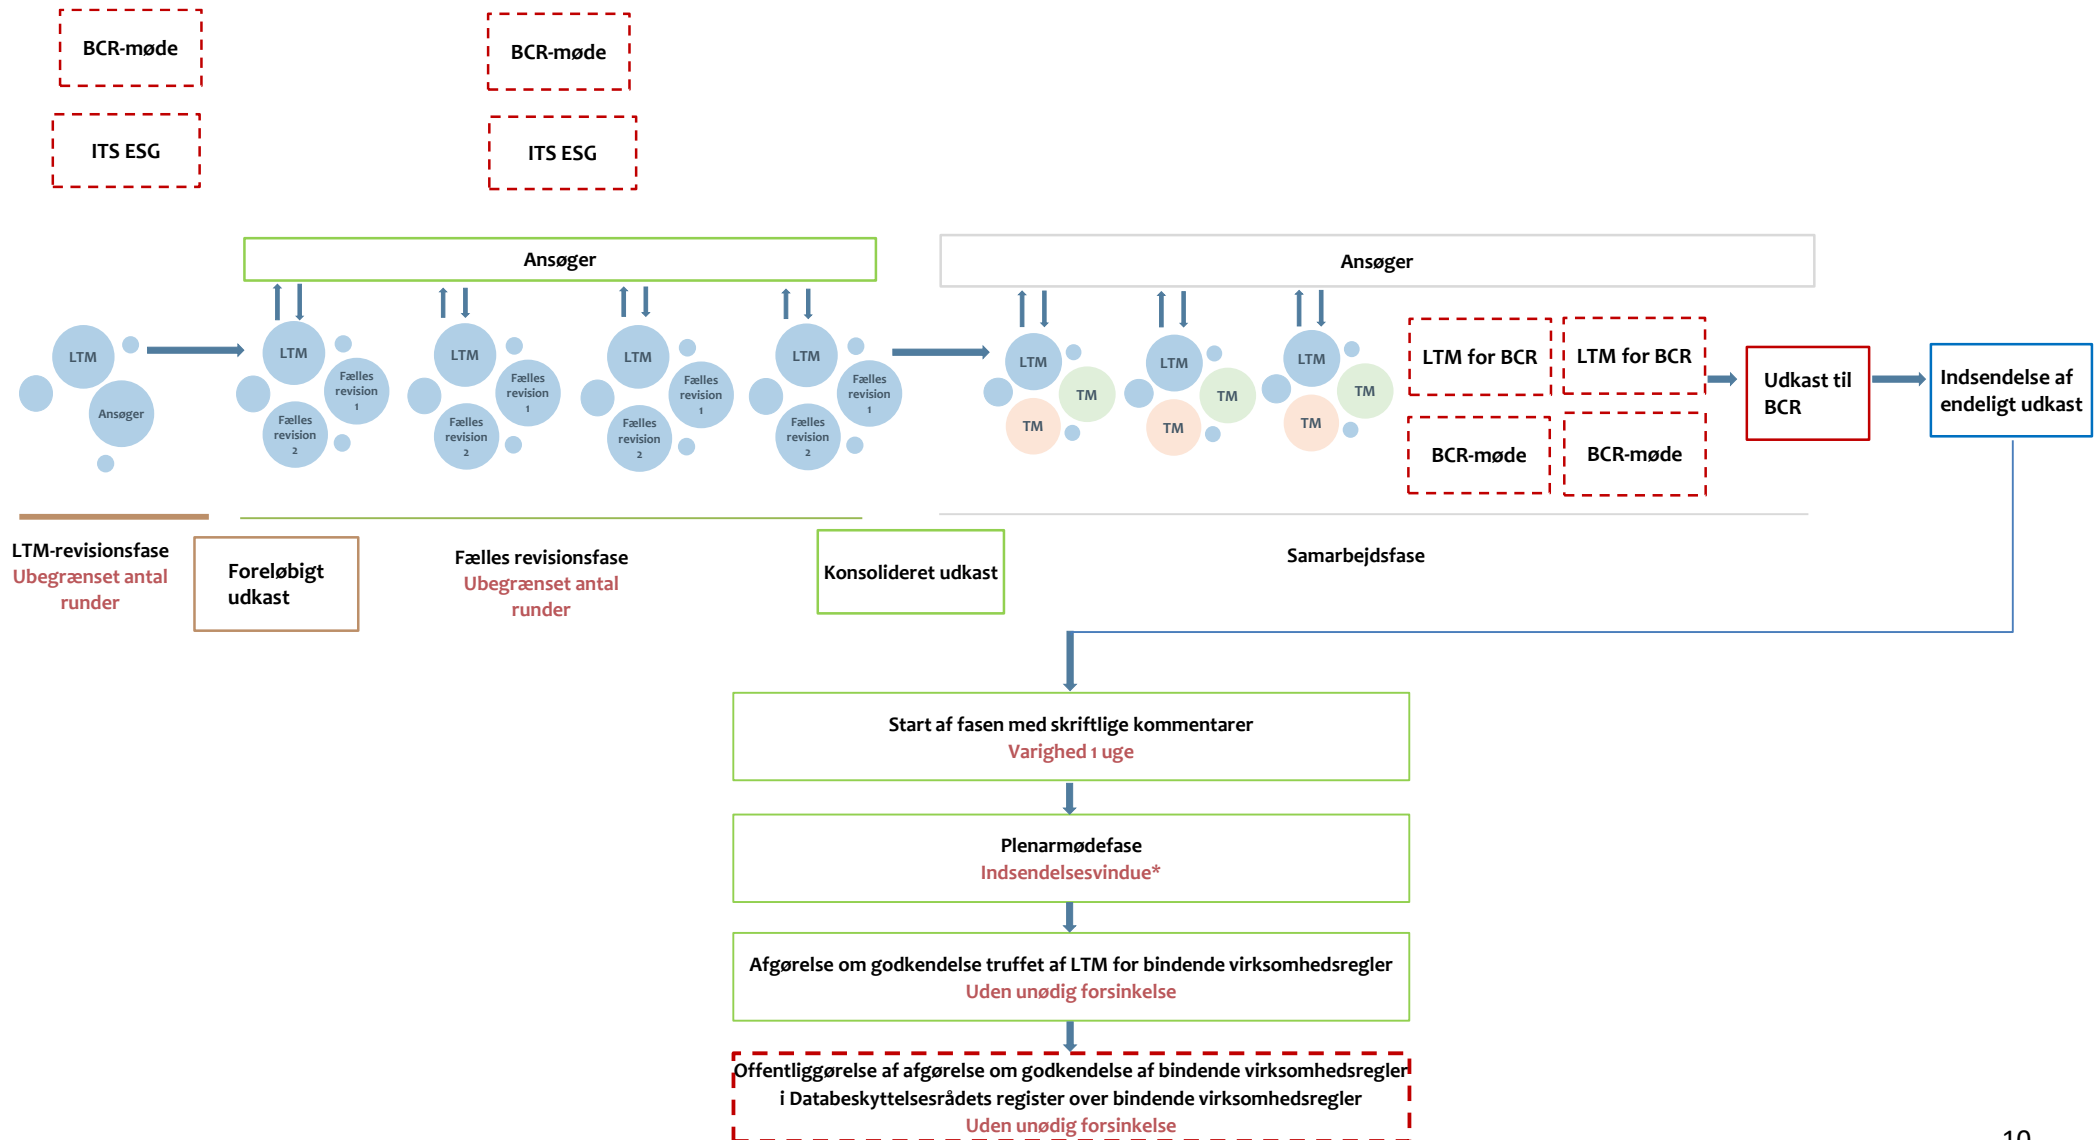 BCR-møde
BCR-møde
ITS ESG
ITS ESG
Ansøger
Ansøger
LTM
Ansøger
LTM
Fælles
revision
1
Fælles
revision
2
LTM
Fælles
revision
1
Fælles
revision
2
LTM
Fælles
revision
1
Fælles
revision
2
LTM
Fælles
revision
1
Fælles
revision
2
LTM
TM
TM
LTM
TM
TM
LTM
TM
TM
LTM for BCR
LTM for BCR
BCR-møde
BCR-møde
Udkast til
BCR
Indsendelse af
endeligt udkast
LTM-revisionsfase
Ubegrænset antal
runder
Foreløbigt
udkast
Fælles revisionsfase
Ubegrænset antal
runder
Konsolideret udkast
Samarbejdsfase
Start af fasen med skriftlige kommentarer
Varighed 1 uge
Plenarmødefase
Indsendelsesvindue*
Afgørelse om godkendelse truffet af LTM for bindende virksomhedsregler
Uden unødig forsinkelse
Offentliggørelse af afgørelse om godkendelse af bindende virksomhedsregler
i Databeskyttelsesrådets register over bindende virksomhedsregler
Uden unødig forsinkelse
10